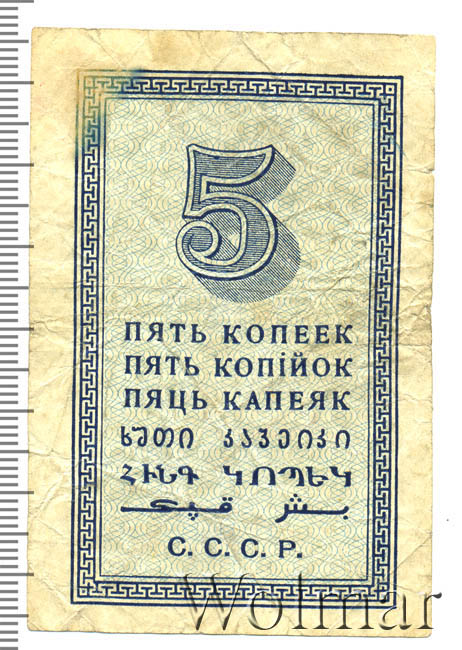 5
ПЯТЬ КОПЕЕК
ПЯТЬ КОПІЙОК
ПЯЦЬ КАПЕЯК
ხუთი კაპეიკი
ՀԻՆԳ ԿՈՊԵԿ
بش قپك
С. С. С. Р.
Wolmar